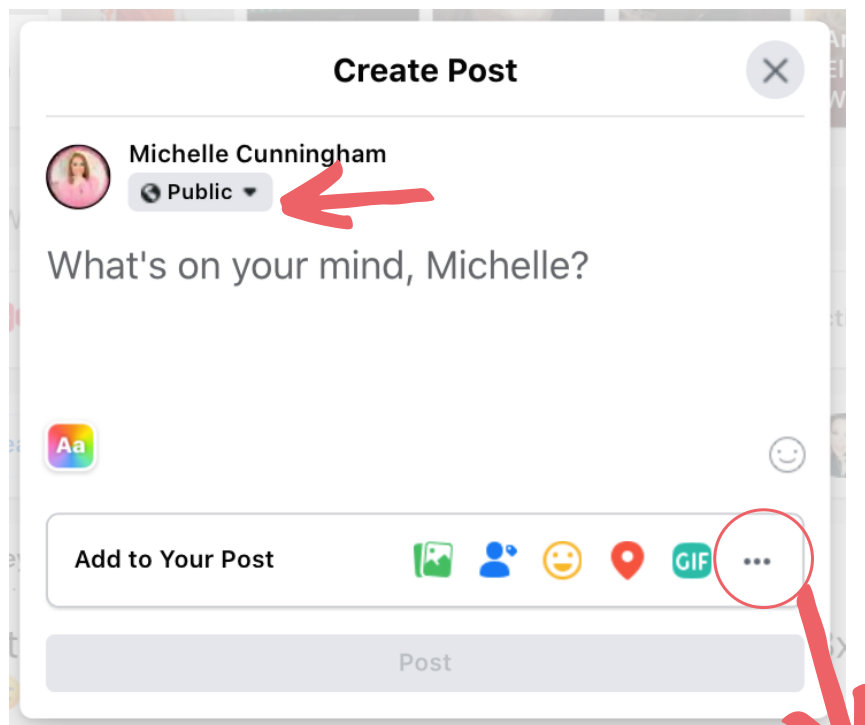 Create Post
Michelle Cunningham
Public
What's on your mind, Michelle?
Aa
Add to Your Post
GIF
Post